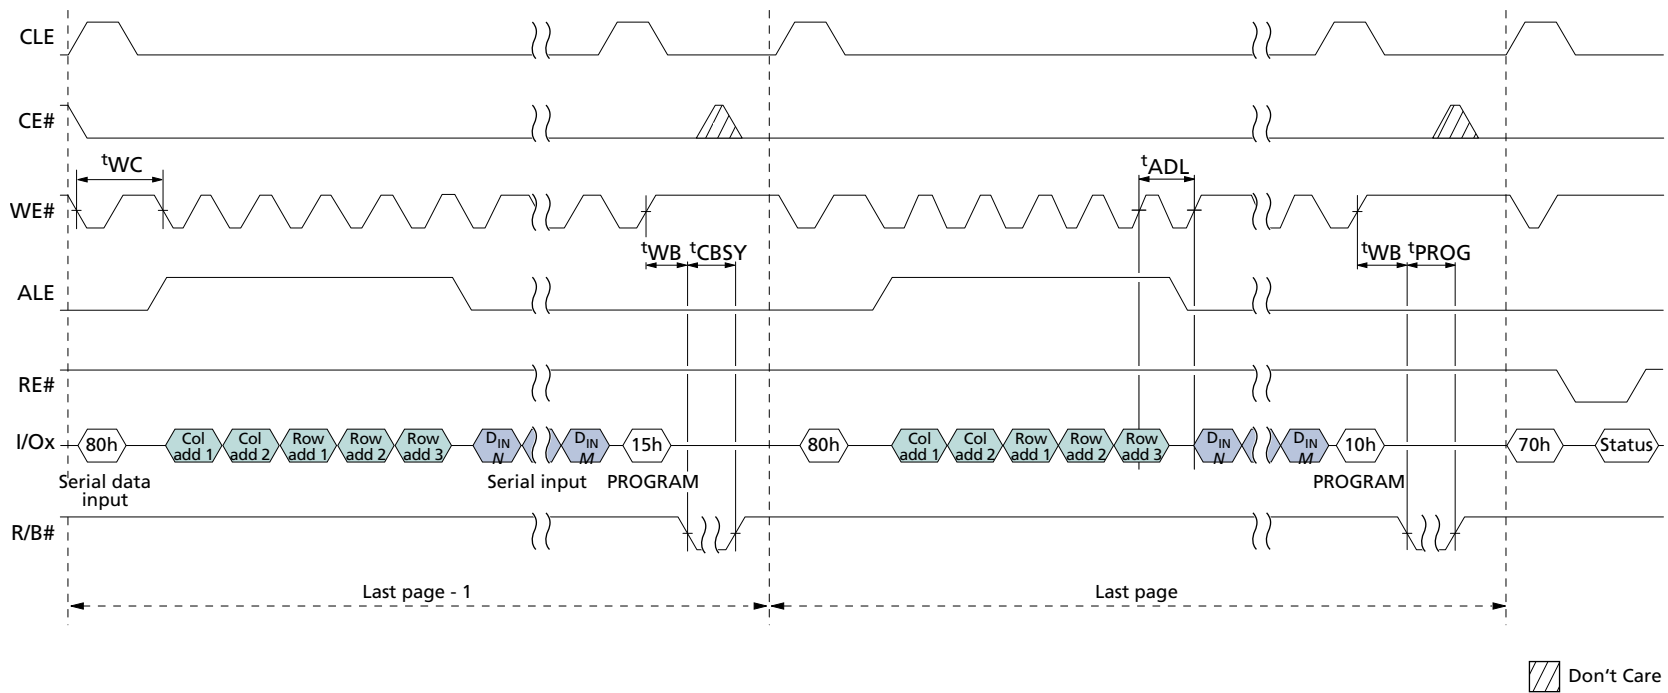 CLE
CE#
tWC
tADL
WE#
tWB tCBSY
tWB tPROG
ALE
RE#
I/Ox
80h
Col add 1
Col add 2
Row add 1
Row add 2
Row add 3
DIN N
DIN M
15h
80h
Col add 1
Col add 2
Row add 1
Row add 2
Row add 3
DIN N
DIN M
10h
70h
Status
Serial data
input
Serial input
PROGRAM
PROGRAM
R/B#
Last page - 1
Last page
Don't Care